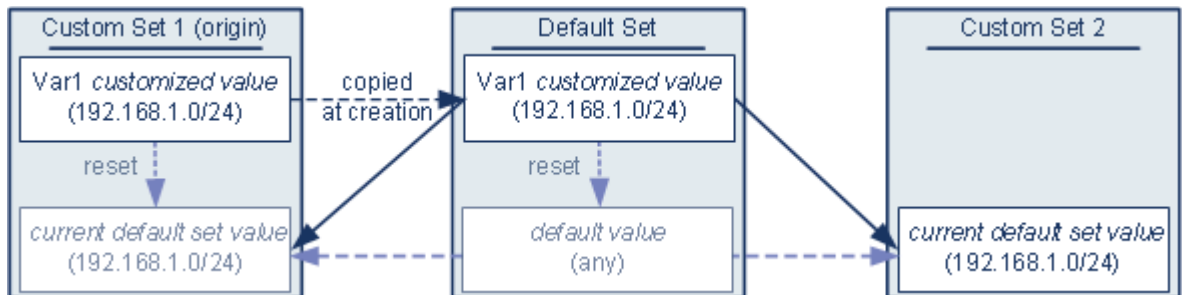 Custom Set 1 (origin)
Default Set
Custom Set 2
Var1 customized value
(192.168.1.0/24)
copied
at creation
Var1 customized value
(192.168.1.0/24)
reset
reset
current default set value
(192.168.1.0/24)
default value
(any)
current default set value
(192.168.1.0/24)